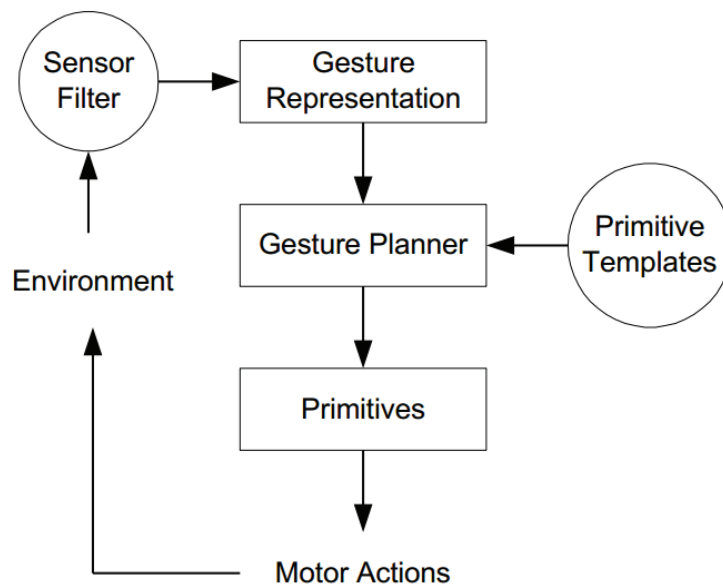 Sensor
Filter
Gesture
Representation
Gesture Planner
Primitive
Templates
Environment
Primitives
Motor Actions